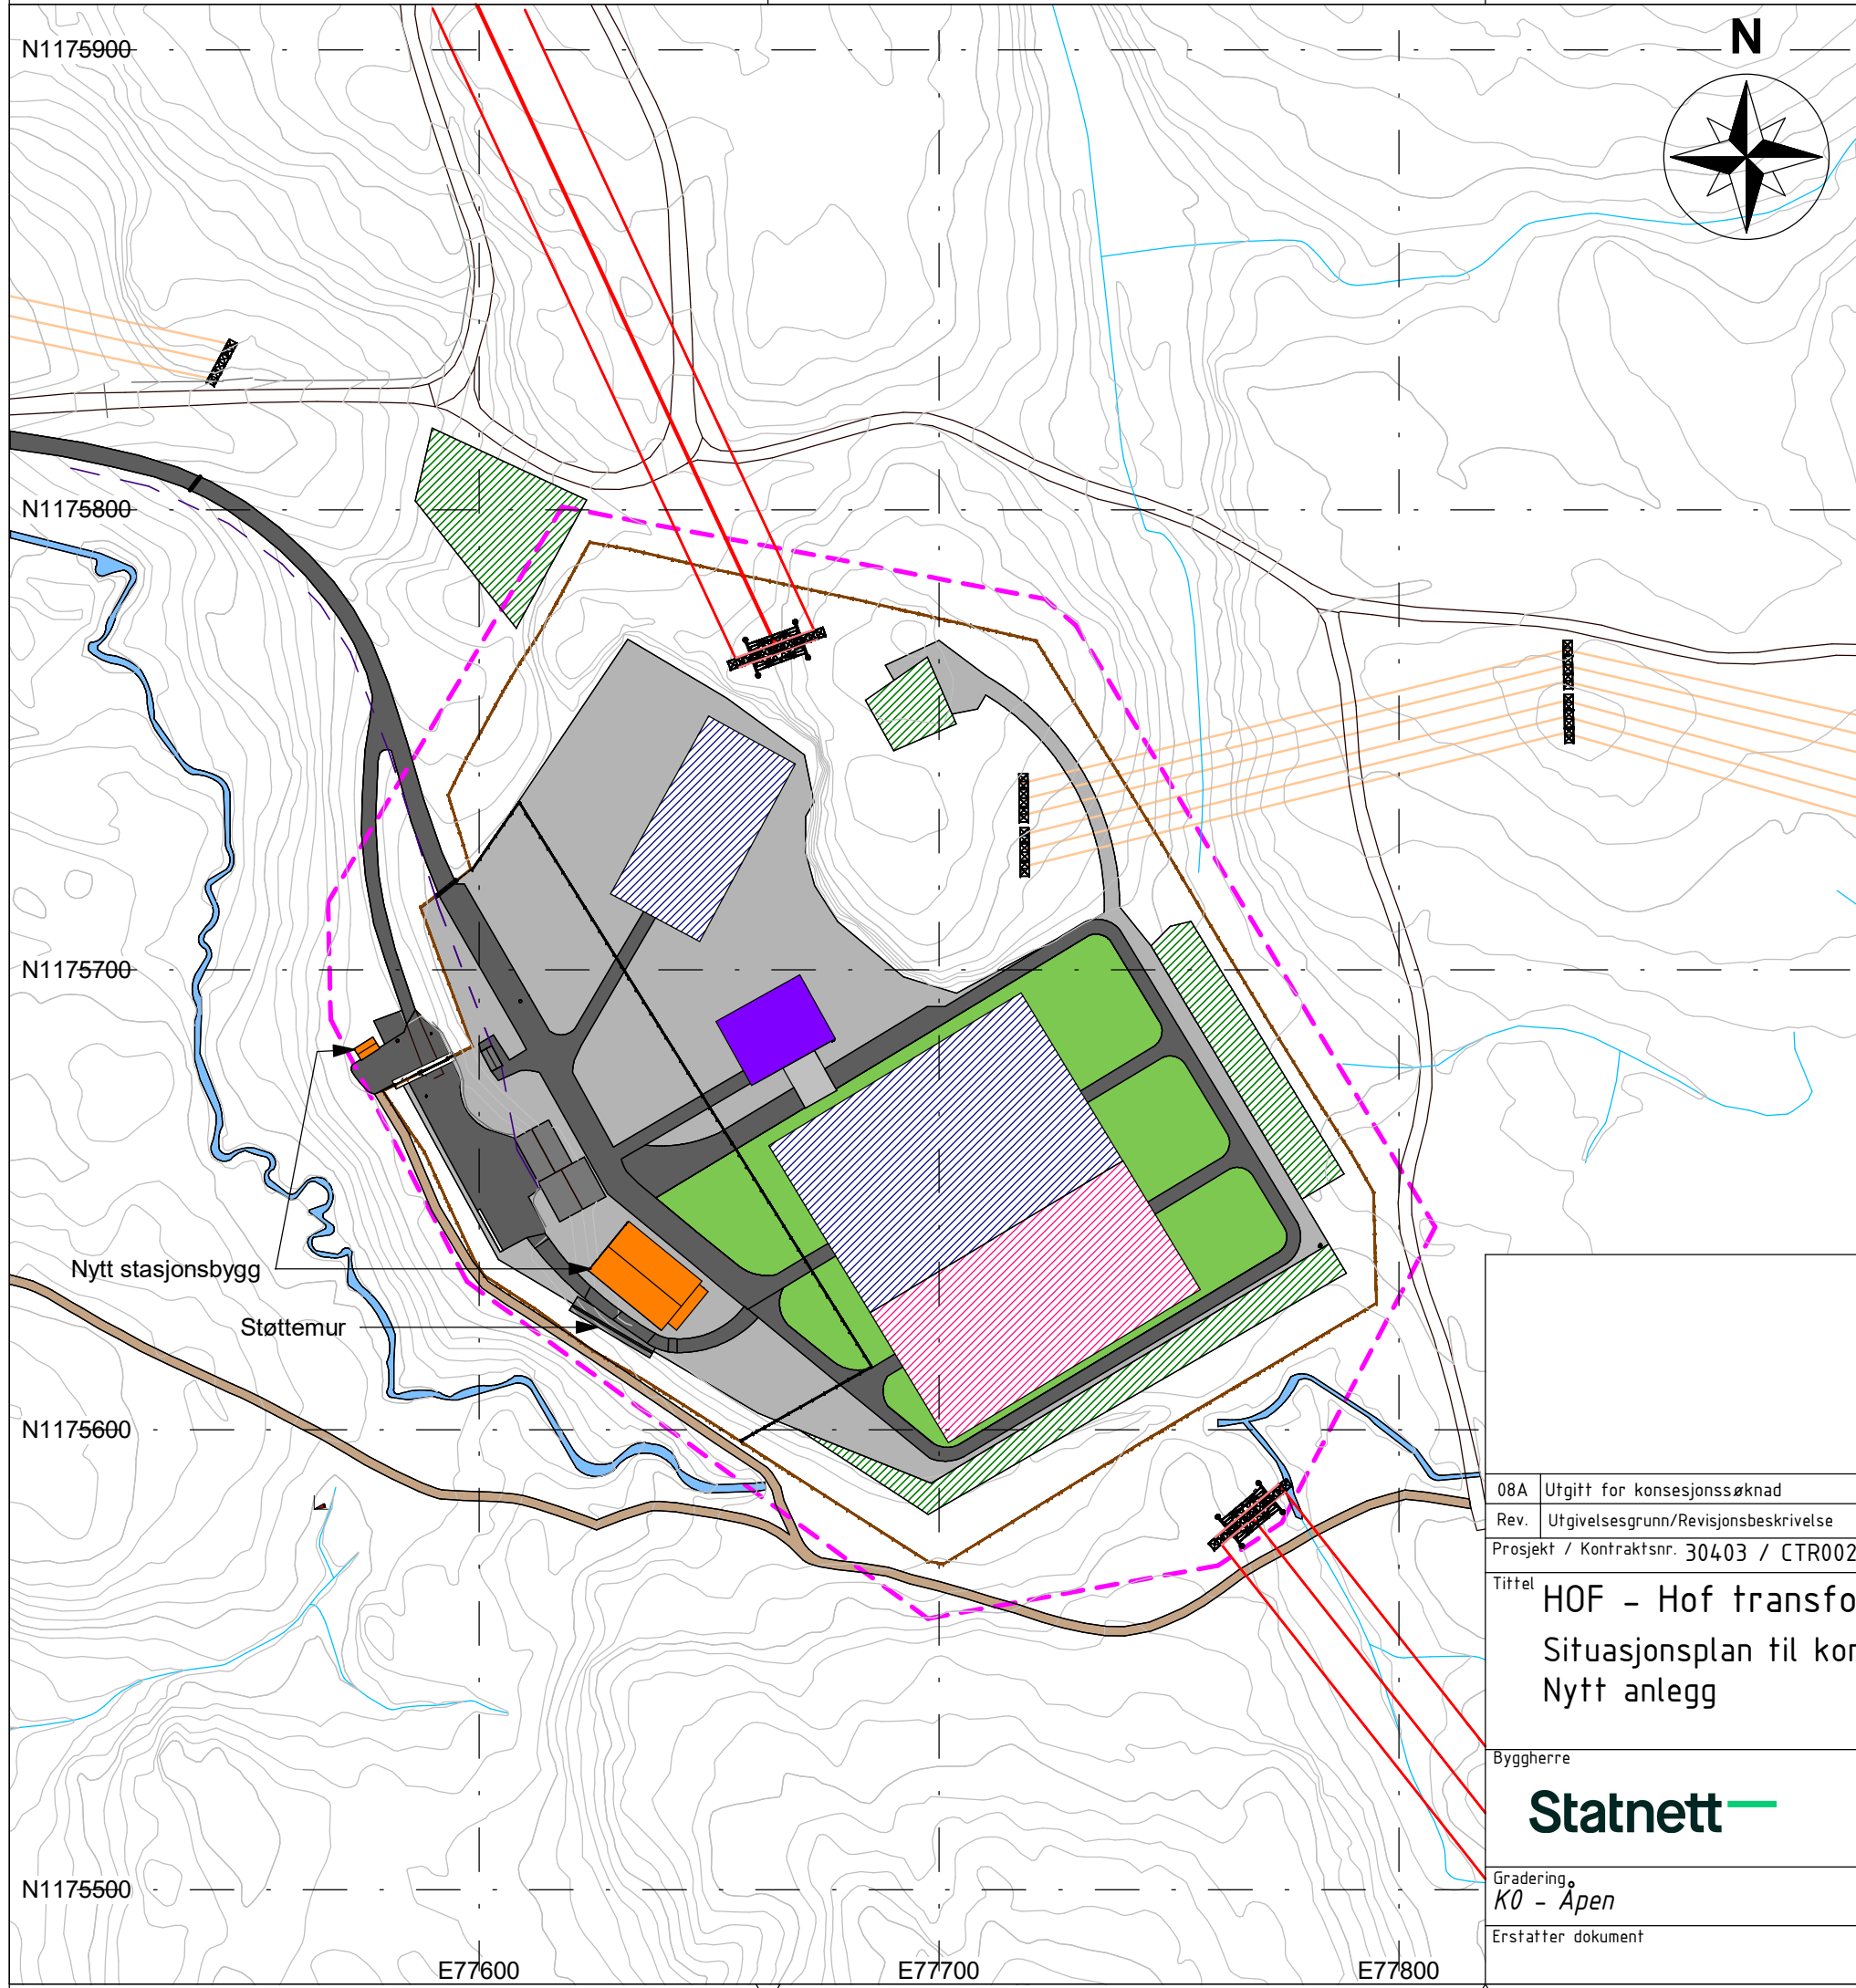 N1175900
N
N1175800
N1175700
Nytt stasjonsbygg
Støttemur
N1175600
N1175500
E77600
E77700
E77800
08A Utgitt for konsesjonssøknad
Rev. Utgivelsesgrunn/Revisjonsbeskrivelse
Prosjekt / Kontraktsnr. 30403 / CTR002
Tittel
HOF - Hof transfo
Situasjonsplan til kon
Nytt anlegg
Byggherre
Statnett
Gradering
K0 - Åpen
Erstatter dokument